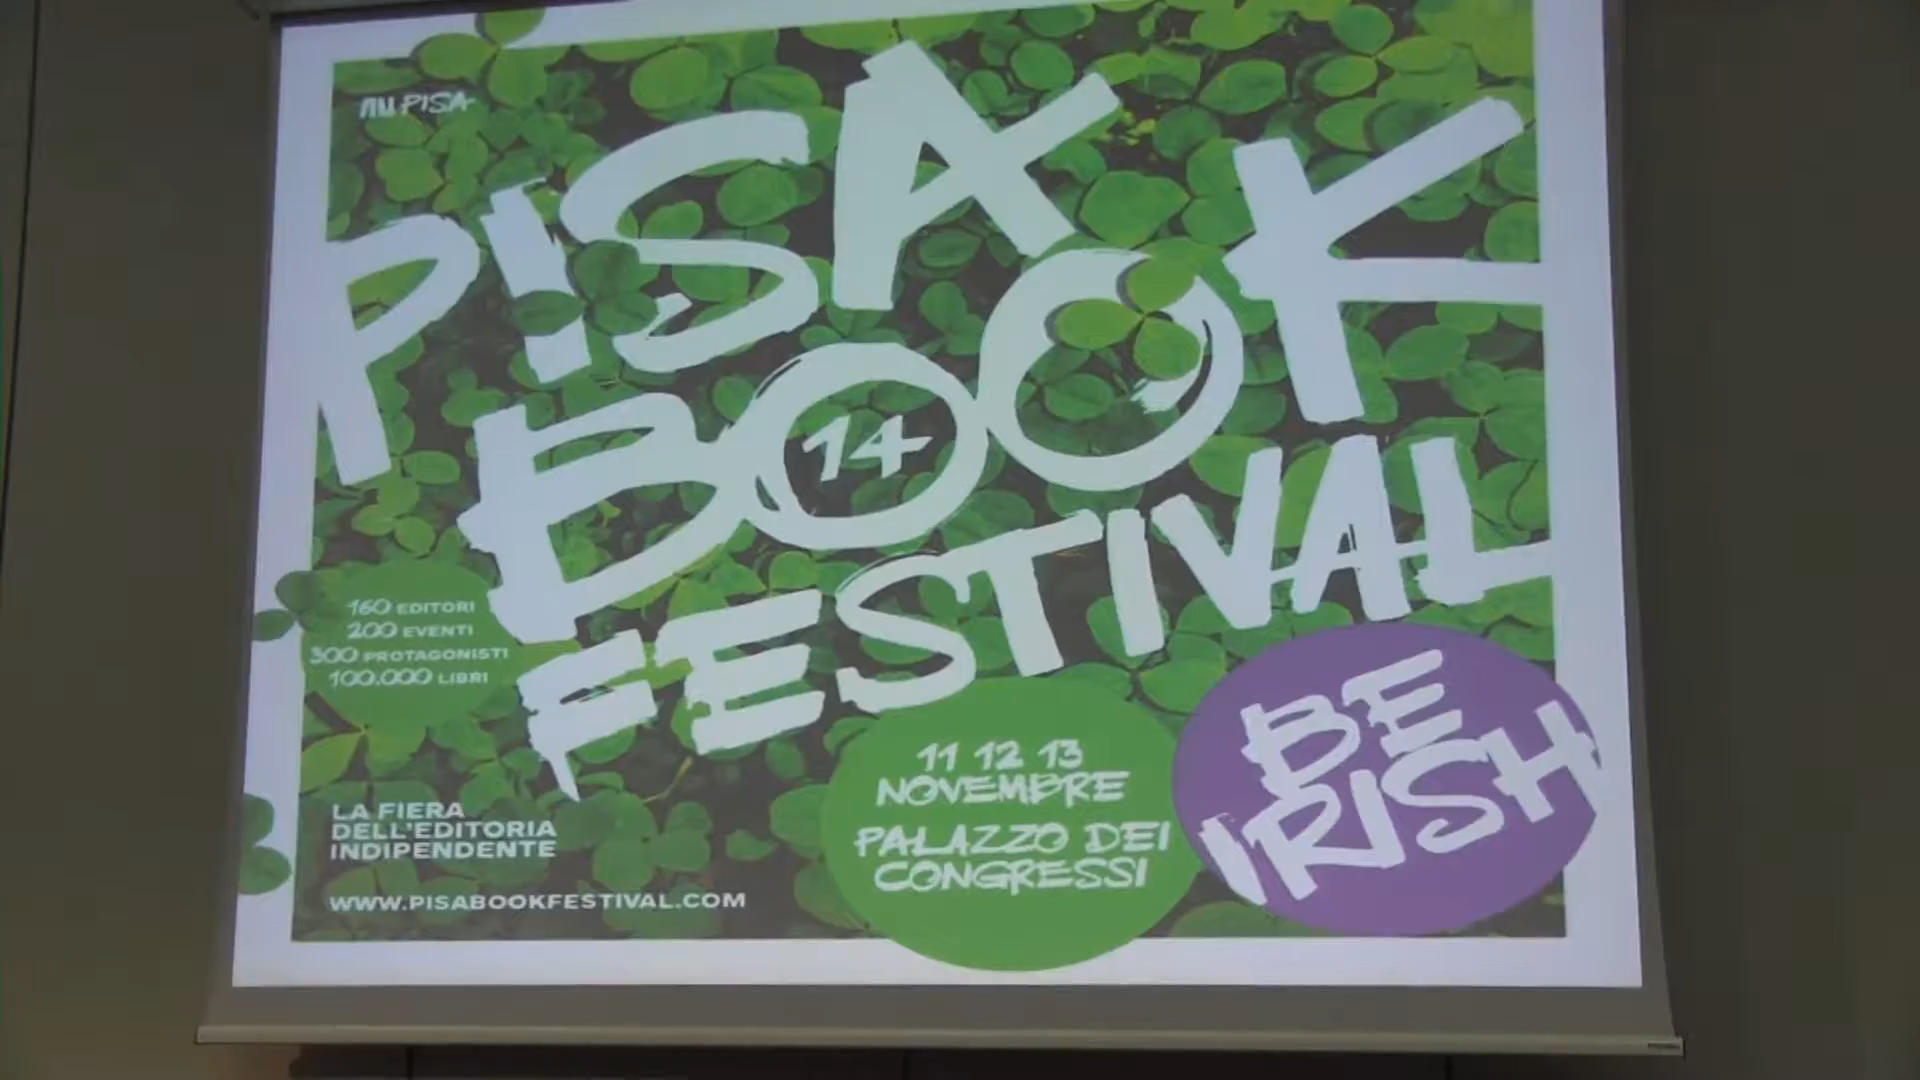 PISA
PISA
BOOK
14
FESTIVAL
160 EDITORI
200 EVENTI
300 PROTAGONISTI
100.000 LIBRI
LA FIERA
DELL'EDITORIA
INDIPENDENTE
WWW.PISABOOKFESTIVAL.COM
11 12 13
NOVEMBRE
PALAZZO DEI
CONGRESSI
BE
IRISH